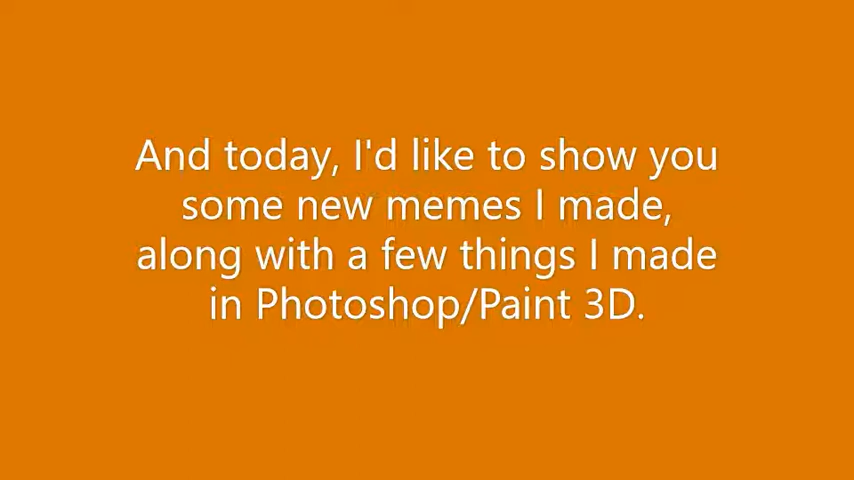 And today, I'd like to show you
some new memes I made,
along with a few things I made
in Photoshop/Paint 3D.